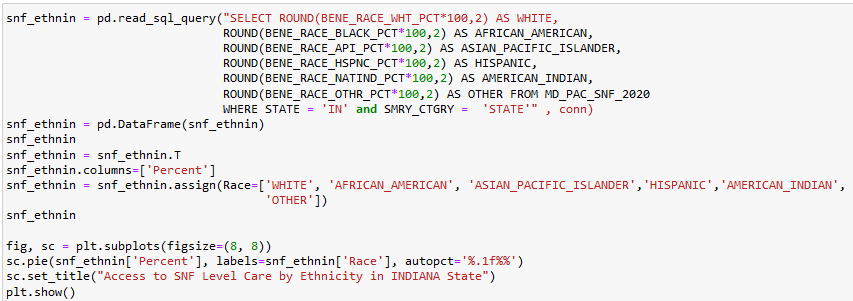 snf_ethnin = pd.read_sql_query("SELECT ROUND(BENE_RACE_WHT_PCT*100,2) AS WHITE,
ROUND(BENE_RACE_BLACK_PCT*100,2) AS AFRICAN_AMERICAN,
ROUND(BENE_RACE_API_PCT*100,2) AS ASIAN_PACIFIC_ISLANDER,
ROUND(BENE_RACE_HSPNC_PCT*100,2) AS HISPANIC,
ROUND(BENE_RACE_NATIND_PCT*100,2) AS AMERICAN_INDIAN,
ROUND(BENE_RACE_OTHR_PCT*100,2) AS OTHER FROM MD_PAC_SNF_2020
WHERE STATE = 'IN' and SMRY_CTGRY =  'STATE'" , conn)
snf_ethnin = pd.DataFrame(snf_ethnin)
snf_ethnin
snf_ethnin = snf_ethnin.T
snf_ethnin.columns=['Percent']
snf_ethnin = snf_ethnin.assign(Race=['WHITE', 'AFRICAN_AMERICAN', 'ASIAN_PACIFIC_ISLANDER','HISPANIC','AMERICAN_INDIAN',
'OTHER'])
snf_ethnin
fig, sc = plt.subplots(figsize=(8, 8))
sc.pie(snf_ethnin['Percent'], labels=snf_ethnin['Race'], autopct='%.1f%%')
sc.set_title("Access to SNF Level Care by Ethnicity in INDIANA State")
plt.show()